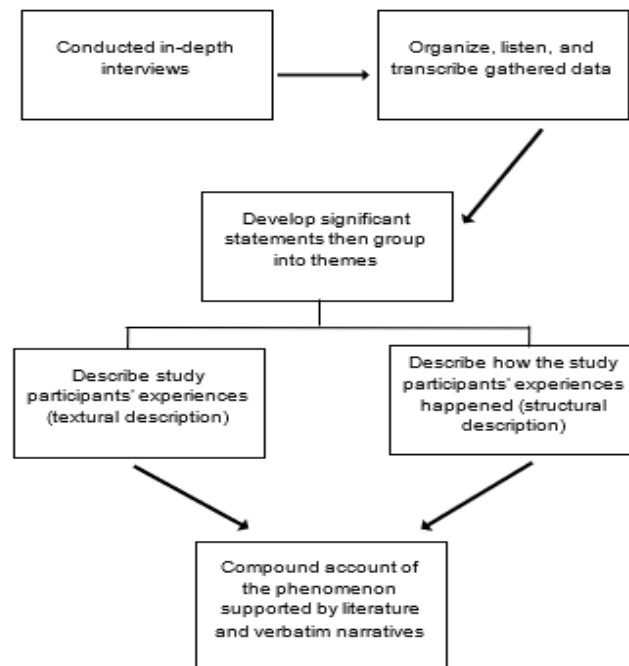 Conducted in-depth
interviews
Organize, listen, and
transcribe gathered data
Develop significant
statements then group
into themes
Describe study
participants' experiences
(textural description)
Describe how the study
participants' experiences
happened (structural
description)
Compound account of
the phenomenon
supported by literature
and verbatim narratives